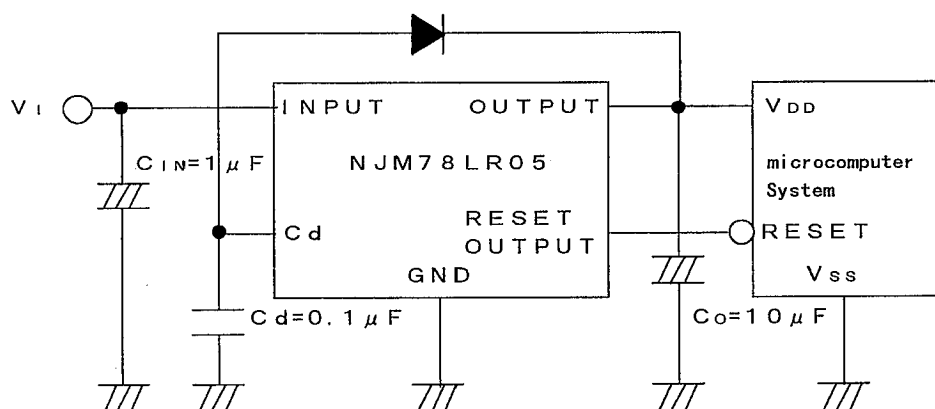 VI
INPUT
OUTPUT
VDD
CIN=1μF
NJM78LR05
microcomputer
System
Cd
RESET
OUTPUT
RESET
GND
VSS
Cd=0.1μF
Co=10μF